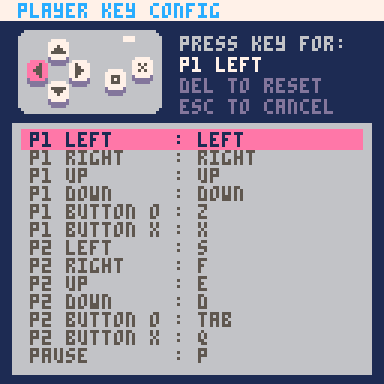 PLAYER KEY CONFIG
PRESS KEY FOR:
P1 LEFT
DEL TO RESET
ESC TO CANCEL
P1 LEFT : LEFT
P1 RIGHT : RIGHT
P1 UP : UP
P1 DOWN : DOWN
P1 BUTTON O : Z
P1 BUTTON X : X
P2 LEFT : S
P2 RIGHT : F
P2 UP : E
P2 DOWN : D
P2 BUTTON O : TAB
P2 BUTTON X : Q
PAUSE : P